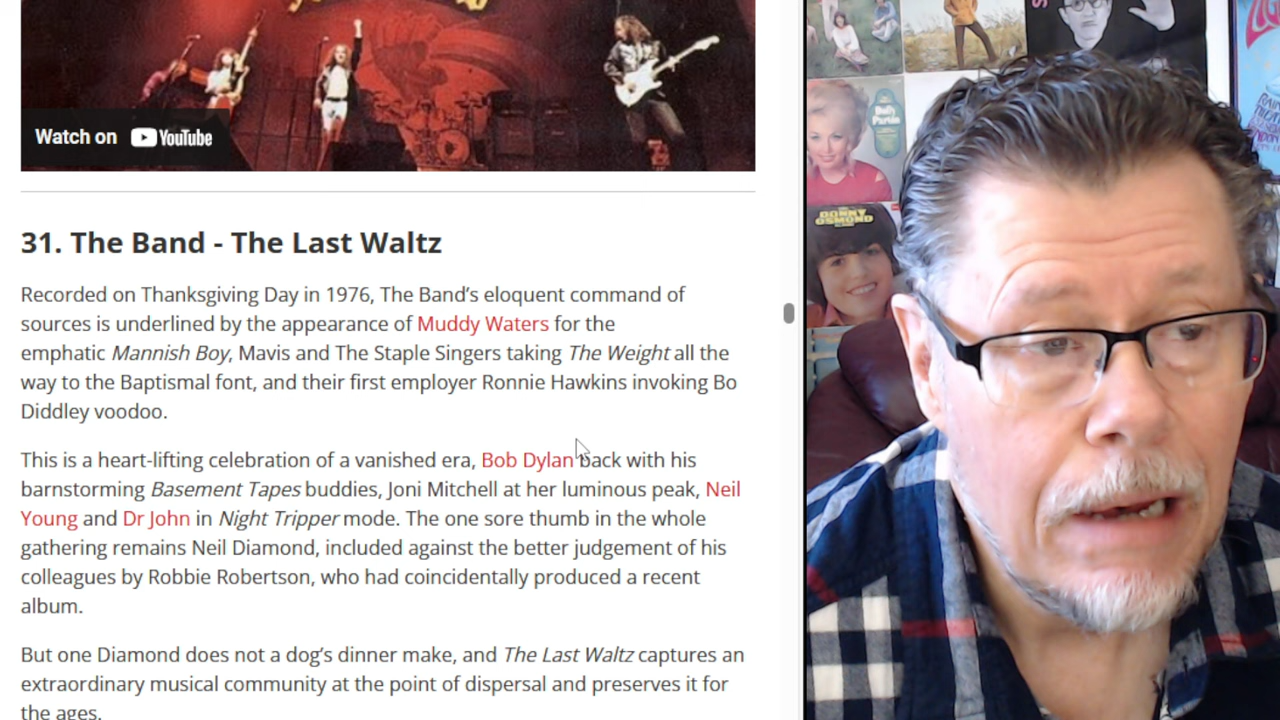 Watch on YouTube
31. The Band - The Last Waltz
Recorded on Thanksgiving Day in 1976, The Band’s eloquent command of
sources is underlined by the appearance of Muddy Waters for the
emphatic Mannish Boy, Mavis and The Staple Singers taking The Weight all the
way to the Baptismal font, and their first employer Ronnie Hawkins invoking Bo
Diddley voodoo.
This is a heart-lifting celebration of a vanished era, Bob Dylan back with his
barnstorming Basement Tapes buddies, Joni Mitchell at her luminous peak, Neil
Young and Dr John in Night Tripper mode. The one sore thumb in the whole
gathering remains Neil Diamond, included against the better judgement of his
colleagues by Robbie Robertson, who had coincidentally produced a recent
album.
But one Diamond does not a dog’s dinner make, and The Last Waltz captures an
extraordinary musical community at the point of dispersal and preserves it for
the ages.
Dolly
Parton
DONNY
OSMOND